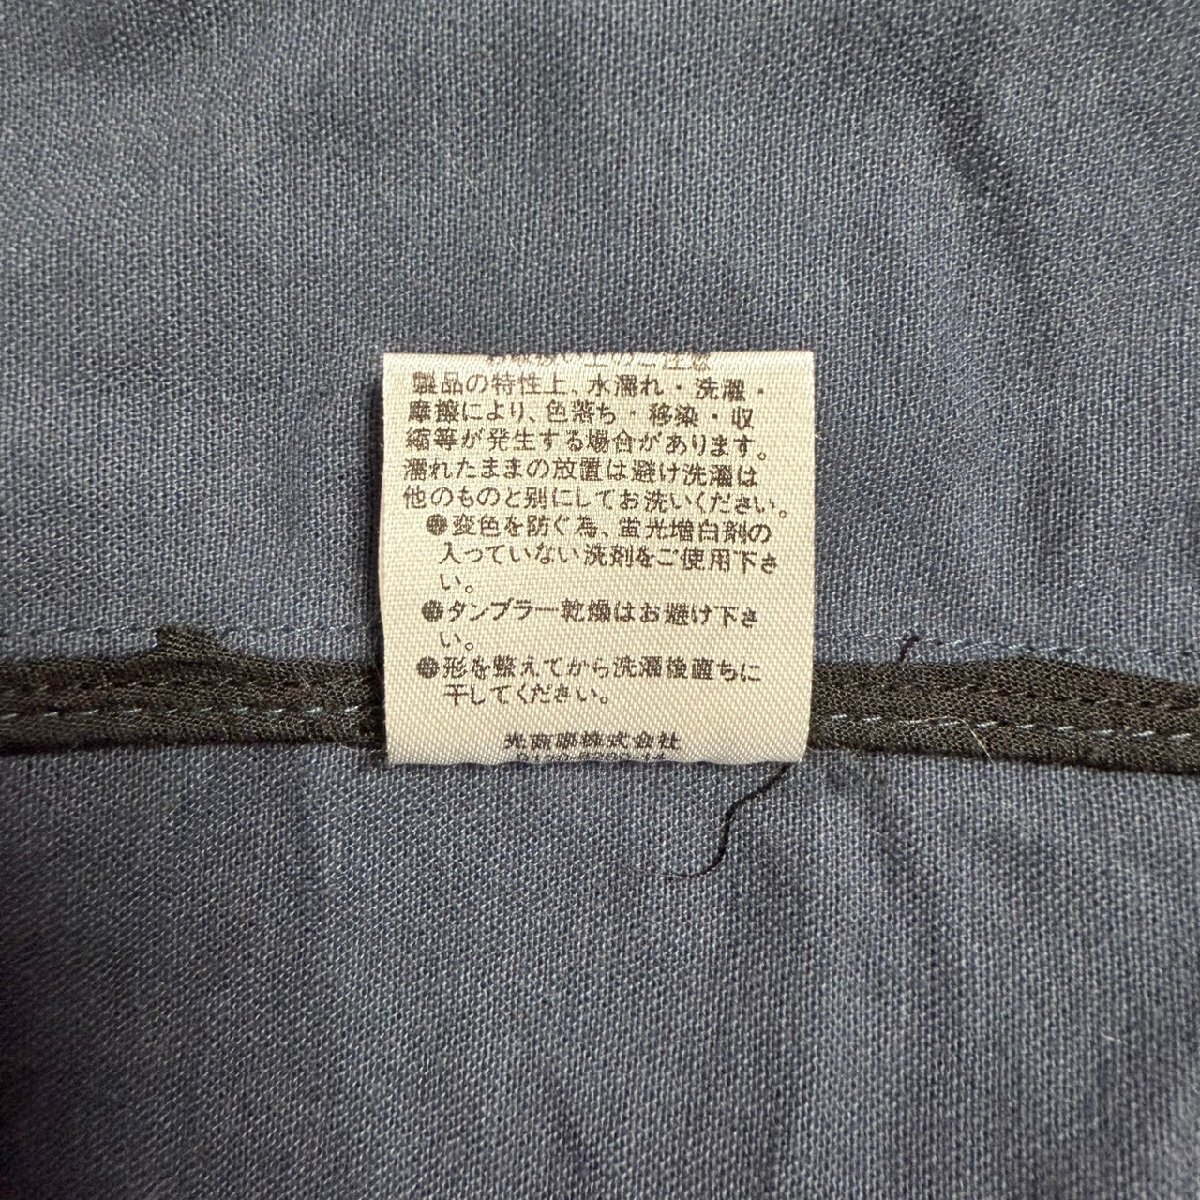 製品の特性上、水濡れ・洗濯・
摩擦により、色落ち・移染・収
縮等が発生する場合があります。
濡れたままの放置は避け洗濯は
他のものと別にしてお洗いください。
●変色を防ぐ為、蛍光増白剤の
入っていない洗剤をご使用下さ
い。
●タンブラー乾燥はお避け下さ
い。
●形を整えてから洗濯後直ちに
干してください。
株式会社